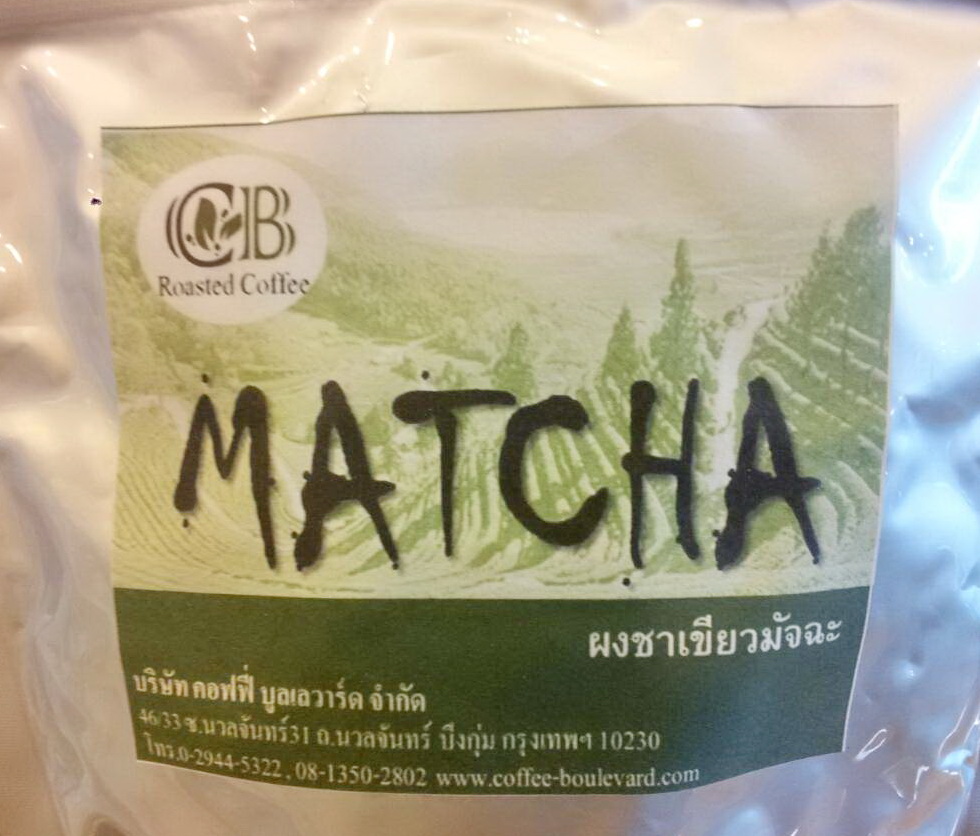 CB
Roasted Coffee
MATCHA
ผงชาเขียวมัจฉะ
บริษัท คอฟฟี่ บูลเลวาร์ด จำกัด
46/33 ซ.นวลจันทร์31 ถ.นวลจันทร์ บึงกุ่ม กรุงเทพฯ 10230
โทร.0-2944-5322 , 08-1350-2802 www.coffee-boulevard.com